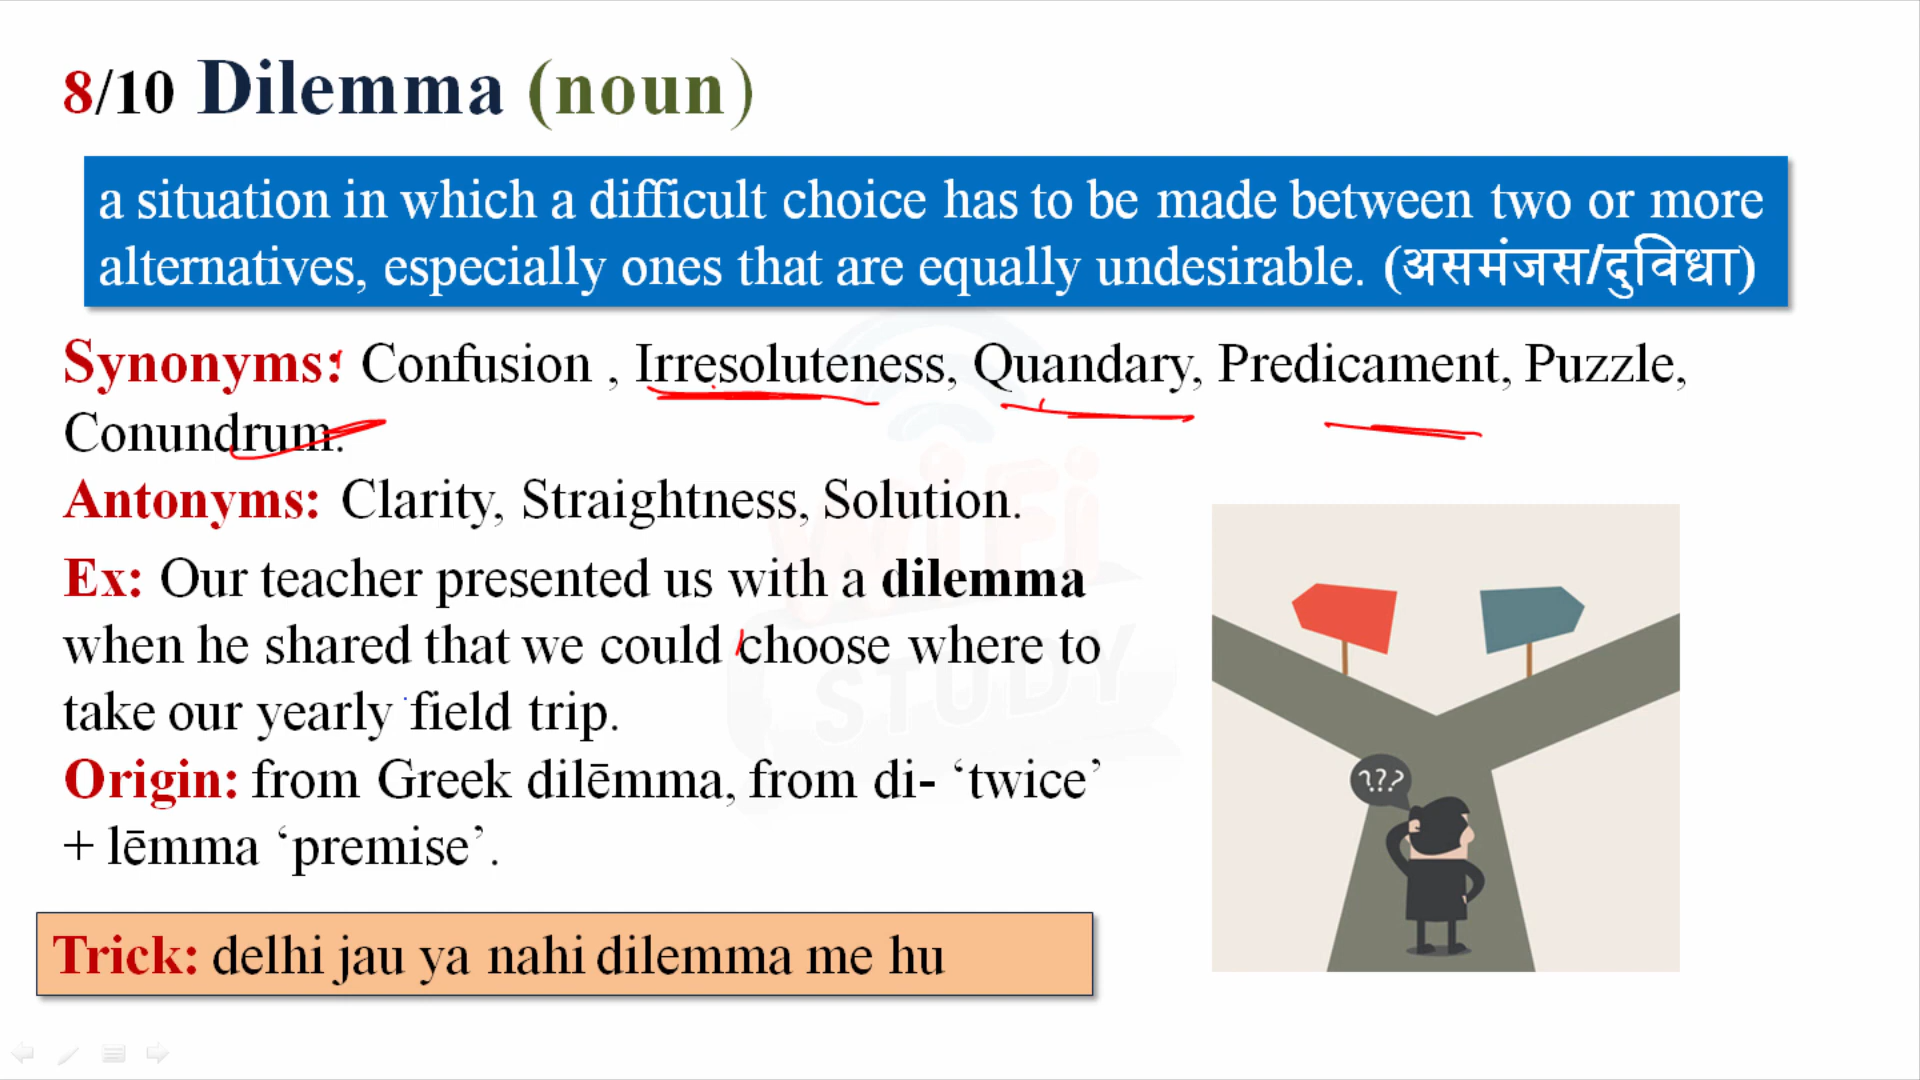 8/10 Dilemma (noun)
a situation in which a difficult choice has to be made between two or more
alternatives, especially ones that are equally undesirable. (असमंजस/दुविधा)
Synonyms: Confusion , Irresoluteness, Quandary, Predicament, Puzzle,
Conundrum.
Antonyms: Clarity, Straightness, Solution.
Ex: Our teacher presented us with a dilemma
when he shared that we could choose where to
take our yearly field trip.
Origin: from Greek dilēmma, from di- ‘twice’
+ lēmma ‘premise’.
Trick: delhi jau ya nahi dilemma me hu
???
WiFi
STUDY